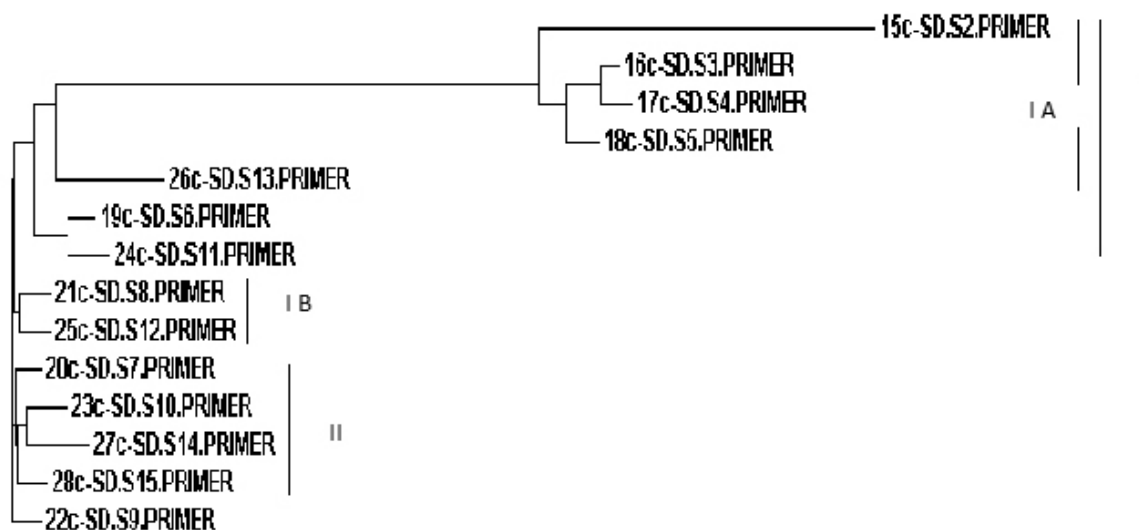 15c-SD.S2.PRIMER
16c-SD.S3.PRIMER
17c-SD.S4.PRIMER
I A
18c-SD.S5.PRIMER
26c-SD.S13.PRIMER
19c-SD.S6.PRIMER
24c-SD.S11.PRIMER
21c-SD.S8.PRIMER
I B
25c-SD.S12.PRIMER
20c-SD.S7.PRIMER
23c-SD.S10.PRIMER
II
27c-SD.S14.PRIMER
28c-SD.S15.PRIMER
22c-SD.S9.PRIMER